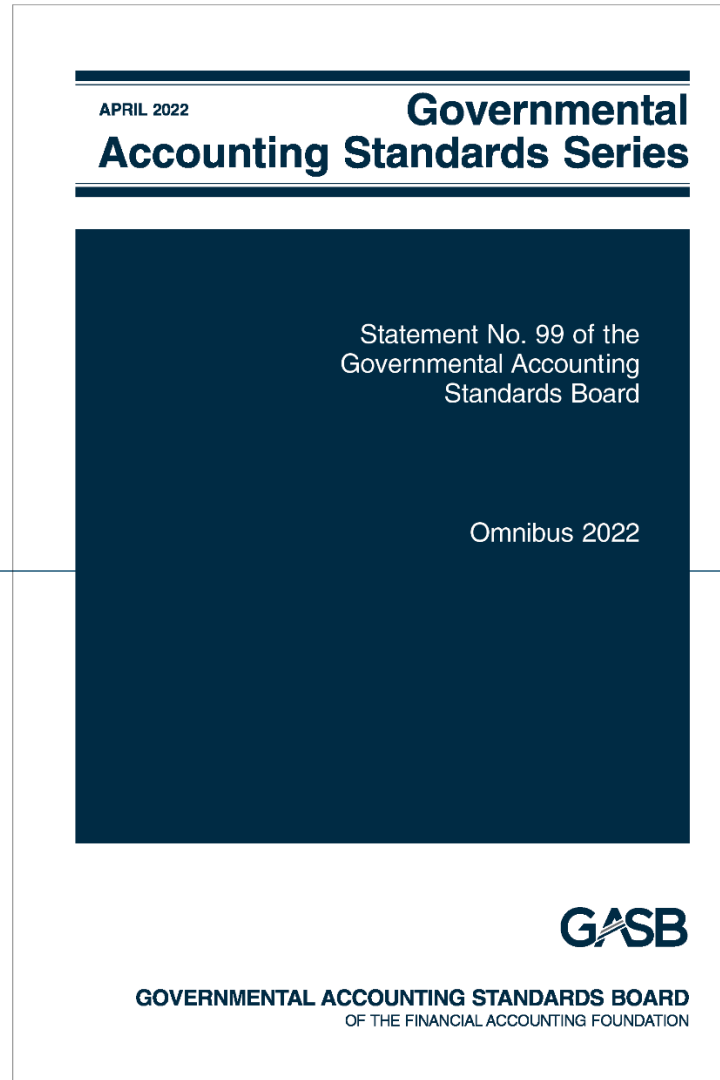 APRIL 2022
Governmental
Accounting Standards Series
Statement No. 99 of the
Governmental Accounting
Standards Board
Omnibus 2022
GASB
GOVERNMENTAL ACCOUNTING STANDARDS BOARD
OF THE FINANCIAL ACCOUNTING FOUNDATION